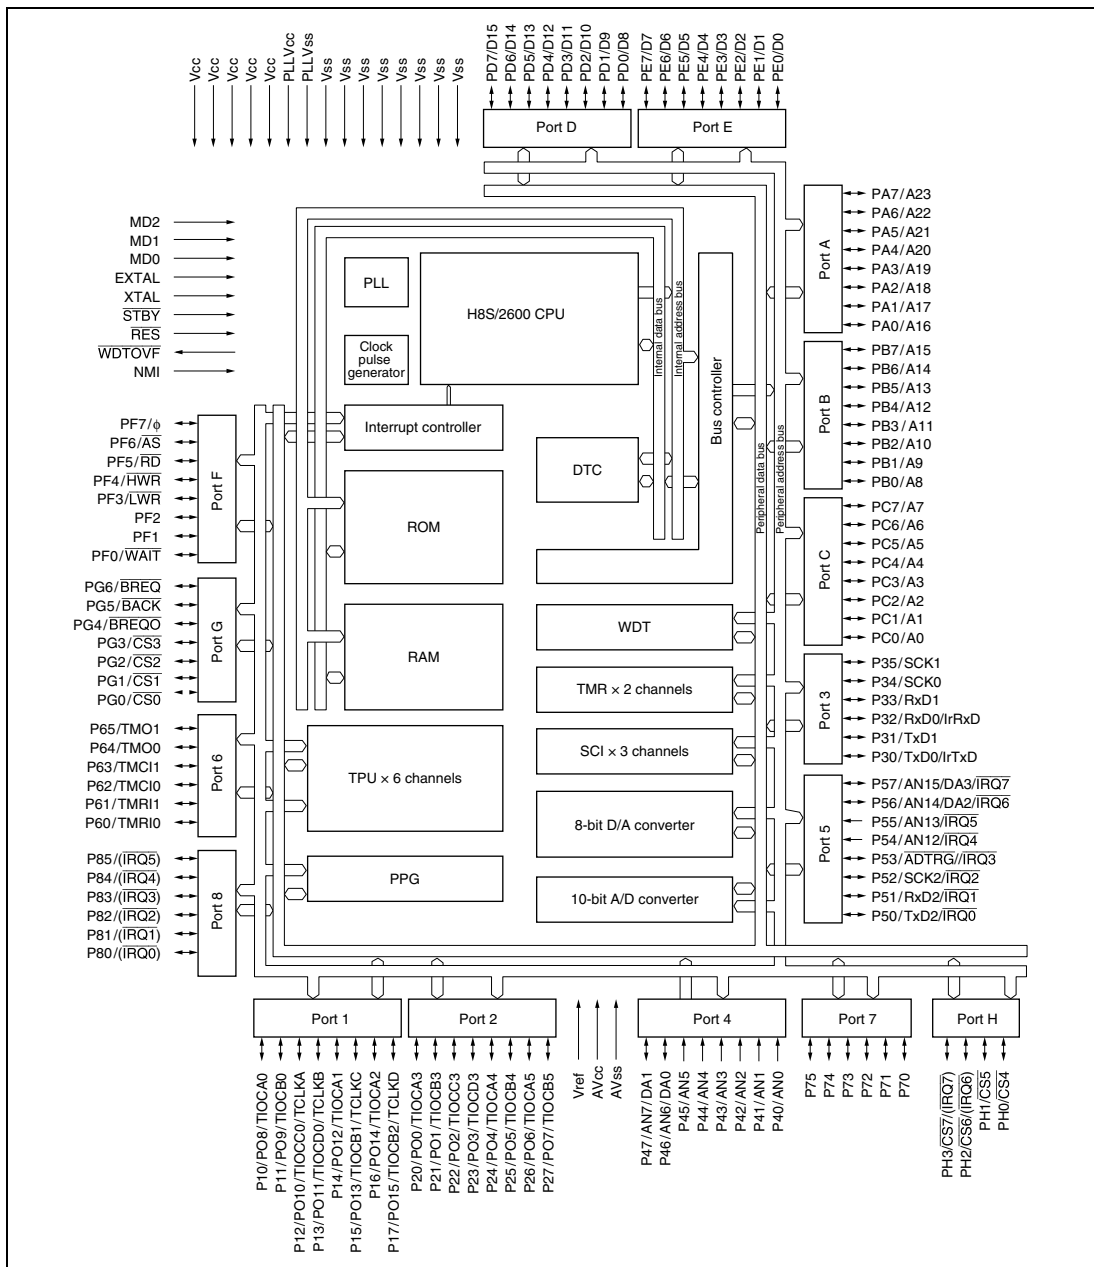 Vcc
Vcc
Vcc
Vcc
Vcc
PLLVcc
PLLVss
Vss
Vss
Vss
Vss
Vss
Vss
Vss
Vss
PD7/D15
PD6/D14
PD5/D13
PD4/D12
PD3/D11
PD2/D10
PD1/D9
PD0/D8
PE7/D7
PE6/D6
PE5/D5
PE4/D4
PE3/D3
PE2/D2
PE1/D1
PE0/D0
Port D
Port E
MD2
MD1
MD0
EXTAL
XTAL
STBY
RES
WDTOVF
NMI
PLL
Clock
pulse
generator
H8S/2600 CPU
Interrupt controller
ROM
RAM
DTC
Internal data bus
Internal address bus
Bus controller
Peripheral data bus
Peripheral address bus
WDT
TMR × 2 channels
SCI × 3 channels
8-bit D/A converter
10-bit A/D converter
TPU × 6 channels
PPG
Port A
PA7/A23
PA6/A22
PA5/A21
PA4/A20
PA3/A19
PA2/A18
PA1/A17
PA0/A16
Port B
PB7/A15
PB6/A14
PB5/A13
PB4/A12
PB3/A11
PB2/A10
PB1/A9
PB0/A8
Port C
PC7/A7
PC6/A6
PC5/A5
PC4/A4
PC3/A3
PC2/A2
PC1/A1
PC0/A0
Port 3
P35/SCK1
P34/SCK0
P33/RxD1
P32/RxD0/IrRxD
P31/TxD1
P30/TxD0/IrTxD
Port 5
P57/AN15/DA3/IRQ7
P56/AN14/DA2/IRQ6
P55/AN13/IRQ5
P54/AN12/IRQ4
P53/ADTRG//IRQ3
P52/SCK2/IRQ2
P51/RxD2/IRQ1
P50/TxD2/IRQ0
PF7/ϕ
PF6/AS
PF5/RD
PF4/HWR
PF3/LWR
PF2
PF1
PF0/WAIT
Port F
PG6/BREQ
PG5/BACK
PG4/BREQO
PG3/CS3
PG2/CS2
PG1/CS1
PG0/CS0
Port G
P65/TMO1
P64/TMO0
P63/TMCI1
P62/TMCI0
P61/TMRI1
P60/TMRI0
Port 6
P85/(IRQ5)
P84/(IRQ4)
P83/(IRQ3)
P82/(IRQ2)
P81/(IRQ1)
P80/(IRQ0)
Port 8
Port 1
Port 2
Port 4
Port 7
Port H
P10/PO8/TIOCA0
P11/PO9/TIOCB0
P12/PO10/TIOCC0/TCLKA
P13/PO11/TIOCD0/TCLKB
P14/PO12/TIOCA1
P15/PO13/TIOCB1/TCLKC
P16/PO14/TIOCA2
P17/PO15/TIOCB2/TCLKD
P20/PO0/TIOCA3
P21/PO1/TIOCB3
P22/PO2/TIOCC3
P23/PO3/TIOCD3
P24/PO4/TIOCA4
P25/PO5/TIOCB4
P26/PO6/TIOCA5
P27/PO7/TIOCB5
Vref
AVcc
AVss
P47/AN7/DA1
P46/AN6/DA0
P45/AN5
P44/AN4
P43/AN3
P42/AN2
P41/AN1
P40/AN0
P75
P74
P73
P72
P71
P70
PH3/CS7/(IRQ7)
PH2/CS6/(IRQ6)
PH1/CS5
PH0/CS4